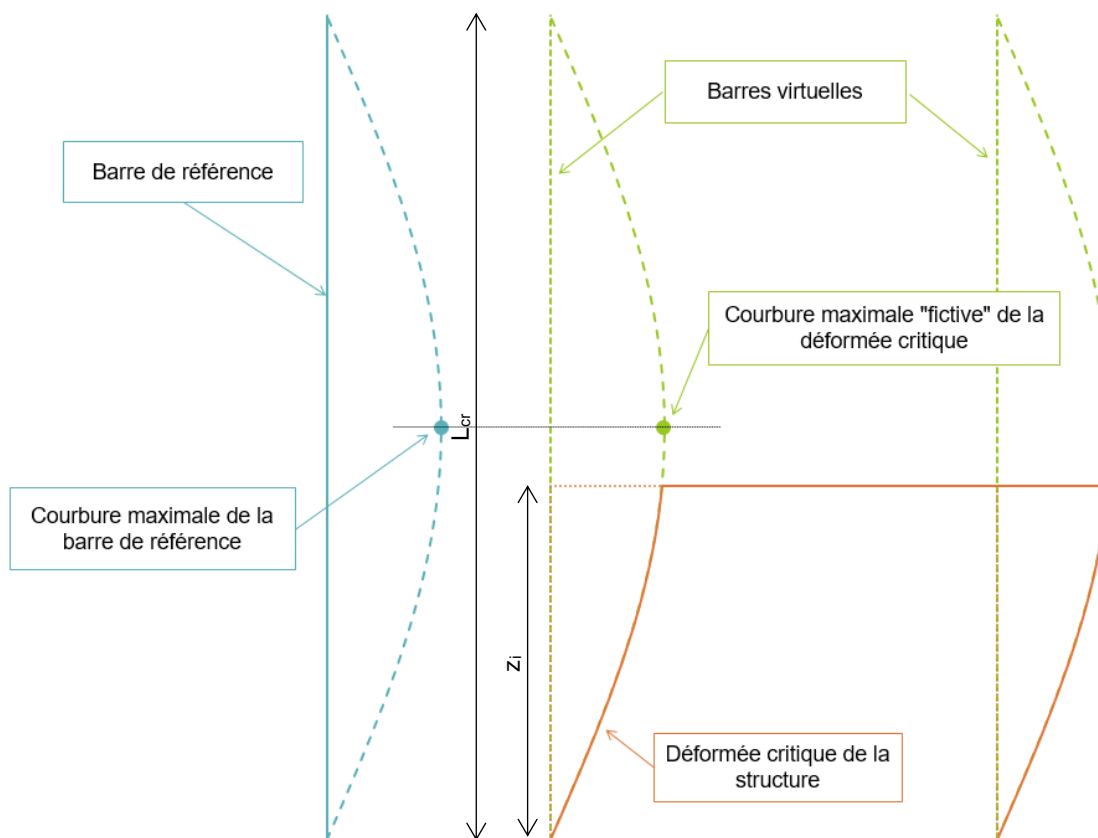 Barres virtuelles
Barre de référence
Courbure maximale "fictive" de la
déformée critique
Lcr
Courbure maximale de la
barre de référence
zi
Déformée critique de la
structure